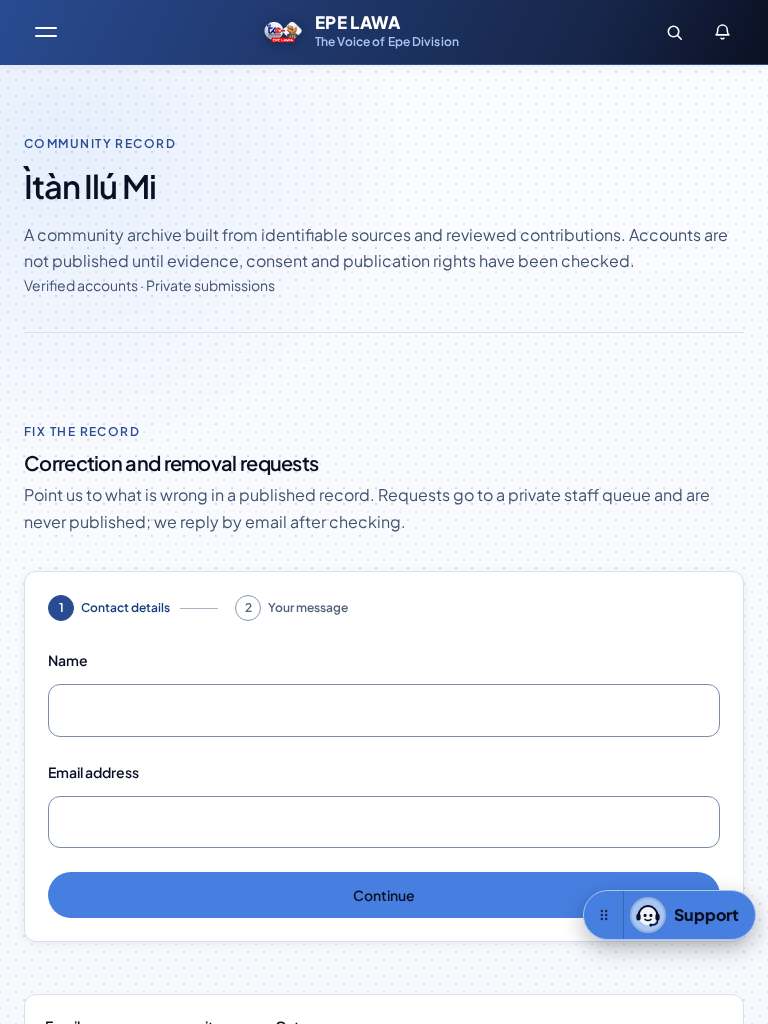 EPE LAWA
The Voice of Epe Division
COMMUNITY RECORD
Ìtàn Ilú Mi
A community archive built from identifiable sources and reviewed contributions. Accounts are
not published until evidence, consent and publication rights have been checked.
Verified accounts · Private submissions
FIX THE RECORD
Correction and removal requests
Point us to what is wrong in a published record. Requests go to a private staff queue and are
never published; we reply by email after checking.
1 Contact details
2 Your message
Name
Email address
Continue
Support